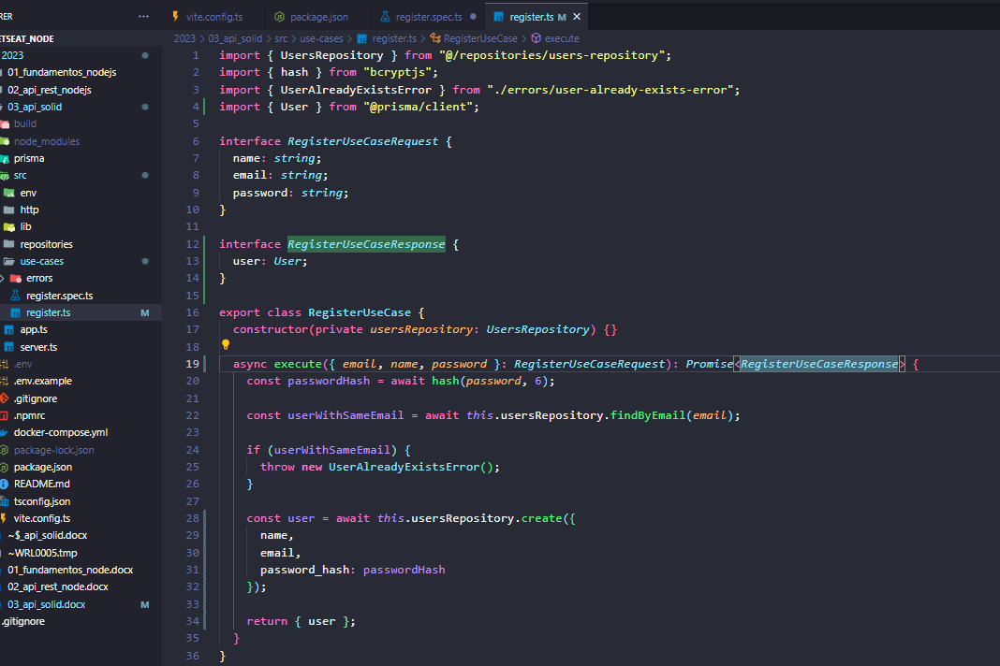 RER ...
vite.config.ts package.json register.spec.ts register.ts M
ETSEAT_NODE
2023
01_fundamentos_nodejs
02_api_rest_nodejs
03_api_solid
build
node_modules
prisma
src
env
http
lib
repositories
use-cases
errors
register.spec.ts
register.ts M
app.ts
server.ts
.env
.env.example
.gitignore
.npmrc
docker-compose.yml
package-lock.json
package.json
README.md
tsconfig.json
vite.config.ts
~$_api_solid.docx
~WRL0005.tmp
01_fundamentos_node.docx
02_api_rest_node.docx
03_api_solid.docx M
.gitignore
2023 > 03_api_solid > src > use-cases > register.ts > RegisterUseCase > execute
1 import { UsersRepository } from "@/repositories/users-repository";
2 import { hash } from "bcryptjs";
3 import { UserAlreadyExistsError } from "./errors/user-already-exists-error";
4 import { User } from "@prisma/client";
5
6 interface RegisterUseCaseRequest {
7 name: string;
8 email: string;
9 password: string;
10 }
11
12 interface RegisterUseCaseResponse {
13 user: User;
14 }
15
16 export class RegisterUseCase {
17 constructor(private usersRepository: UsersRepository) {}
18
19 async execute({ email, name, password }: RegisterUseCaseRequest): Promise<RegisterUseCaseResponse> {
20 const passwordHash = await hash(password, 6);
21
22 const userWithSameEmail = await this.usersRepository.findByEmail(email);
23
24 if (userWithSameEmail) {
25 throw new UserAlreadyExistsError();
26 }
27
28 const user = await this.usersRepository.create({
29 name,
30 email,
31 password_hash: passwordHash
32 });
33
34 return { user };
35 }
36 }